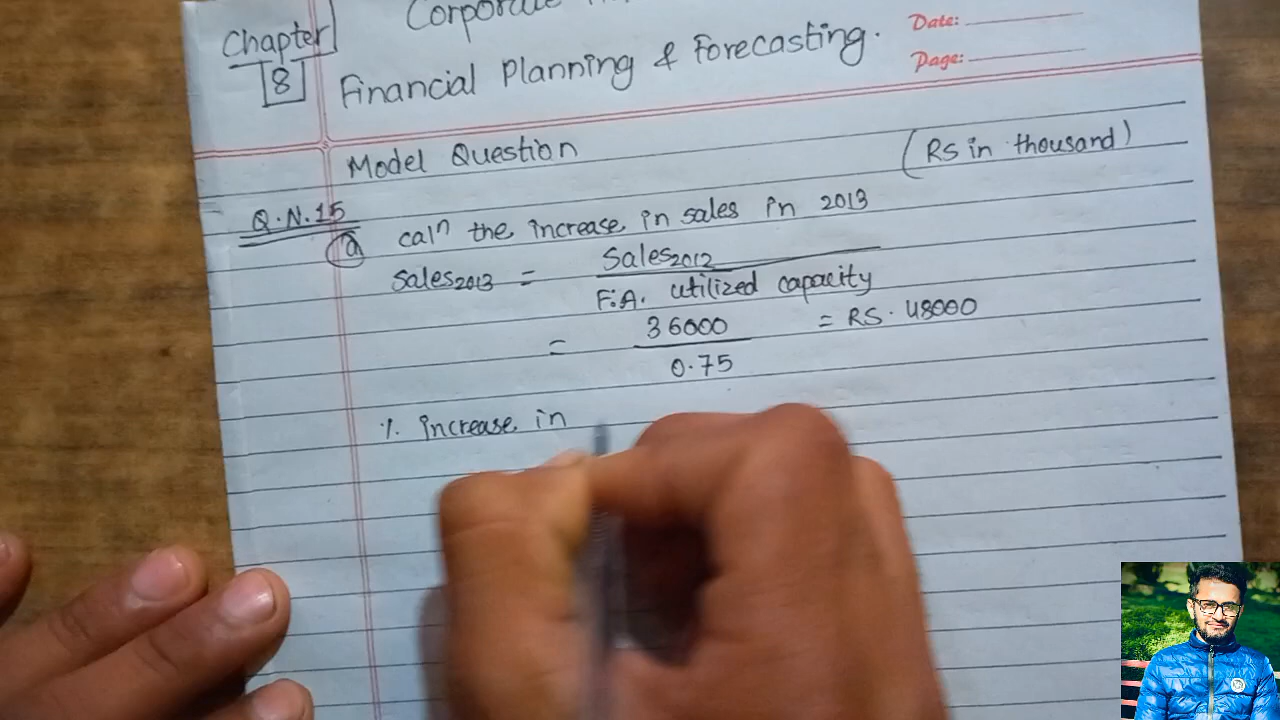 Chapter
8
Corporate
Financial Planning & Forecasting.
Date:
Page:
Model Question
(RS in thousand)
Q.N.15
a calⁿ the increase in sales in 2013
Sales2013 = Sales2012
F.A. utilized capacity
= 36000 = RS. 48000
0.75
%. increase in